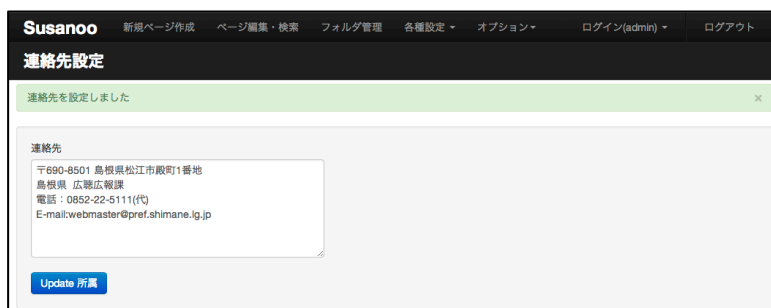 Susanoo 新規ページ作成 ページ編集・検索 フォルダ管理 各種設定 オプション ログイン(admin) ログアウト
連絡先設定
連絡先を設定しました ×
連絡先
〒690-8501 島根県松江市殿町1番地
島根県 広聴広報課
電話：0852-22-5111(代)
E-mail:webmaster@pref.shimane.lg.jp
Update 所属